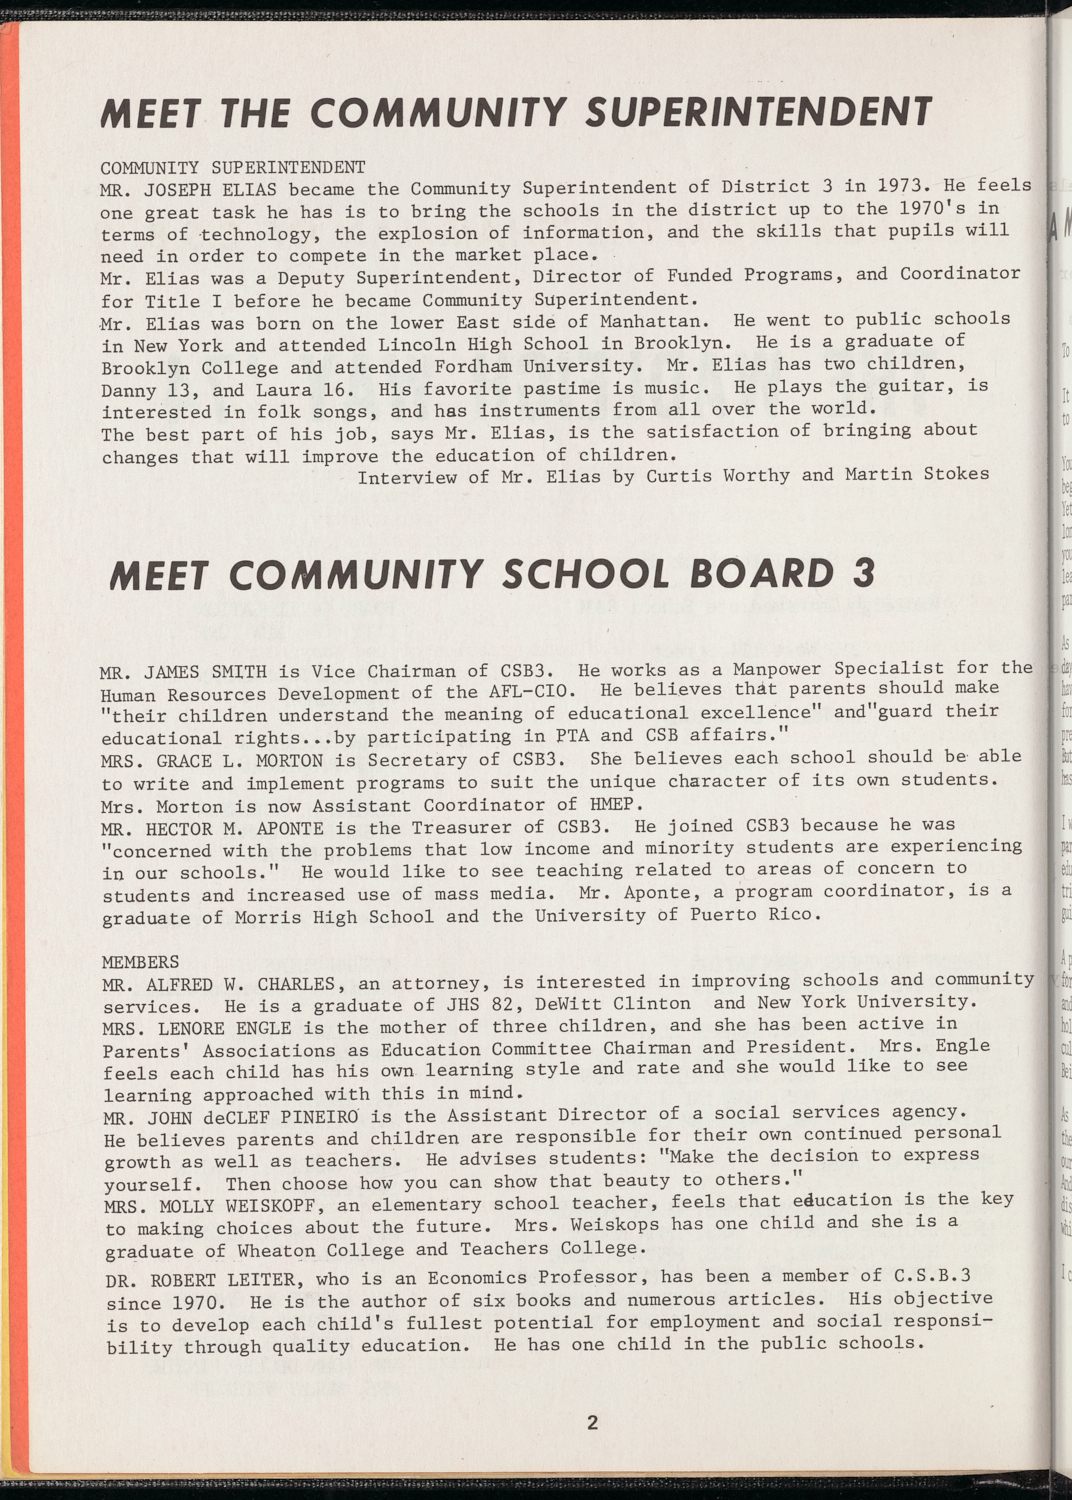 MEET THE COMMUNITY SUPERINTENDENT
COMMUNITY SUPERINTENDENT
MR. JOSEPH ELIAS became the Community Superintendent of District 3 in 1973. He feels
one great task he has is to bring the schools in the district up to the 1970's in
terms of technology, the explosion of information, and the skills that pupils will
need in order to compete in the market place.
Mr. Elias was a Deputy Superintendent, Director of Funded Programs, and Coordinator
for Title I before he became Community Superintendent.
Mr. Elias was born on the lower East side of Manhattan. He went to public schools
in New York and attended Lincoln High School in Brooklyn. He is a graduate of
Brooklyn College and attended Fordham University. Mr. Elias has two children,
Danny 13, and Laura 16. His favorite pastime is music. He plays the guitar, is
interested in folk songs, and has instruments from all over the world.
The best part of his job, says Mr. Elias, is the satisfaction of bringing about
changes that will improve the education of children.
Interview of Mr. Elias by Curtis Worthy and Martin Stokes
MEET COMMUNITY SCHOOL BOARD 3
MR. JAMES SMITH is Vice Chairman of CSB3. He works as a Manpower Specialist for the
Human Resources Development of the AFL-CIO. He believes that parents should make
"their children understand the meaning of educational excellence" and"guard their
educational rights...by participating in PTA and CSB affairs."
MRS. GRACE L. MORTON is Secretary of CSB3. She believes each school should be able
to write and implement programs to suit the unique character of its own students.
Mrs. Morton is now Assistant Coordinator of HMEP.
MR. HECTOR M. APONTE is the Treasurer of CSB3. He joined CSB3 because he was
"concerned with the problems that low income and minority students are experiencing
in our schools." He would like to see teaching related to areas of concern to
students and increased use of mass media. Mr. Aponte, a program coordinator, is a
graduate of Morris High School and the University of Puerto Rico.
MEMBERS
MR. ALFRED W. CHARLES, an attorney, is interested in improving schools and community
services. He is a graduate of JHS 82, DeWitt Clinton and New York University.
MRS. LENORE ENGLE is the mother of three children, and she has been active in
Parents' Associations as Education Committee Chairman and President. Mrs. Engle
feels each child has his own learning style and rate and she would like to see
learning approached with this in mind.
MR. JOHN deCLEF PINEIRO is the Assistant Director of a social services agency.
He believes parents and children are responsible for their own continued personal
growth as well as teachers. He advises students: "Make the decision to express
yourself. Then choose how you can show that beauty to others."
MRS. MOLLY WEISKOPF, an elementary school teacher, feels that education is the key
to making choices about the future. Mrs. Weiskops has one child and she is a
graduate of Wheaton College and Teachers College.
DR. ROBERT LEITER, who is an Economics Professor, has been a member of C.S.B.3
since 1970. He is the author of six books and numerous articles. His objective
is to develop each child's fullest potential for employment and social responsi-
bility through quality education. He has one child in the public schools.
2